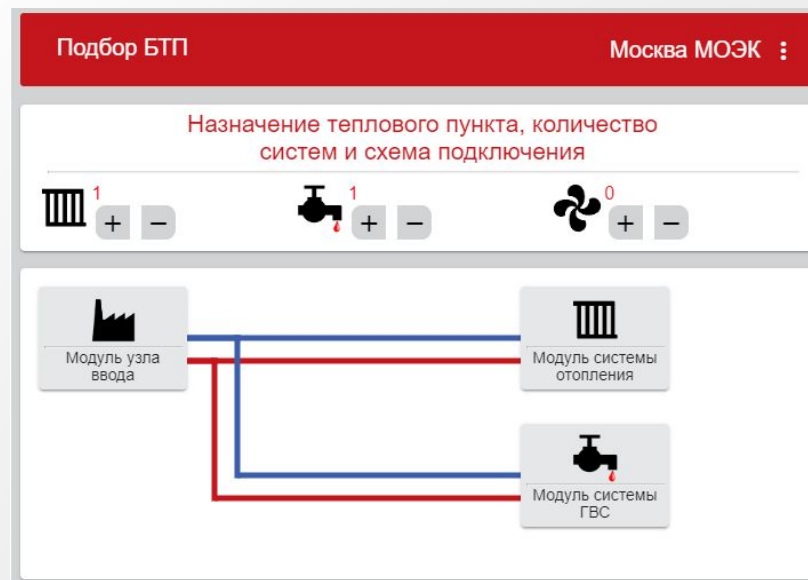 Подбор БТП
Москва МОЭК
Назначение теплового пункта, количество
систем и схема подключения
1
+ −
1
+ −
0
+ −
Модуль узла
ввода
Модуль системы
отопления
Модуль системы
ГВС